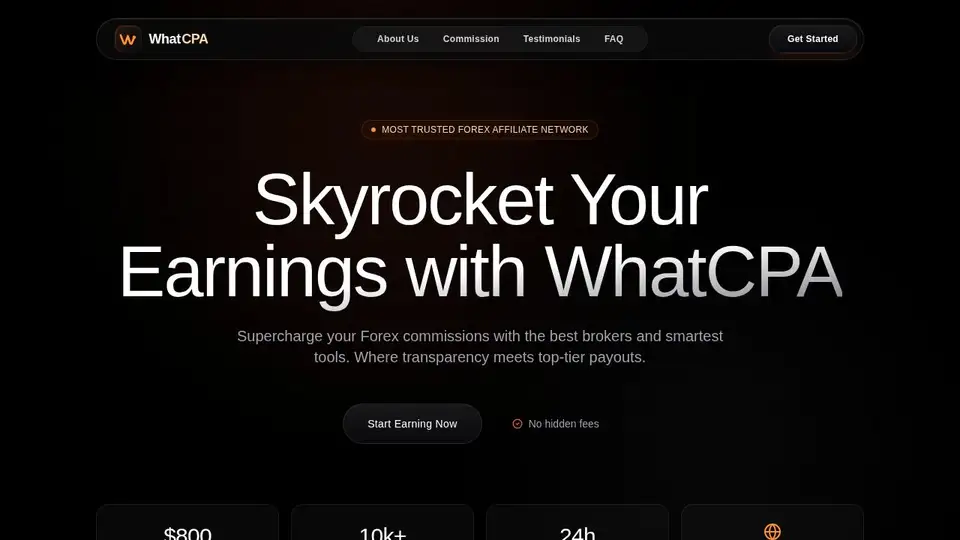 WhatCPA
About Us
Commission
Testimonials
FAQ
Get Started
MOST TRUSTED FOREX AFFILIATE NETWORK
Skyrocket Your
Earnings with WhatCPA
Supercharge your Forex commissions with the best brokers and smartest
tools. Where transparency meets top-tier payouts.
Start Earning Now
No hidden fees
$800
10k+
24h